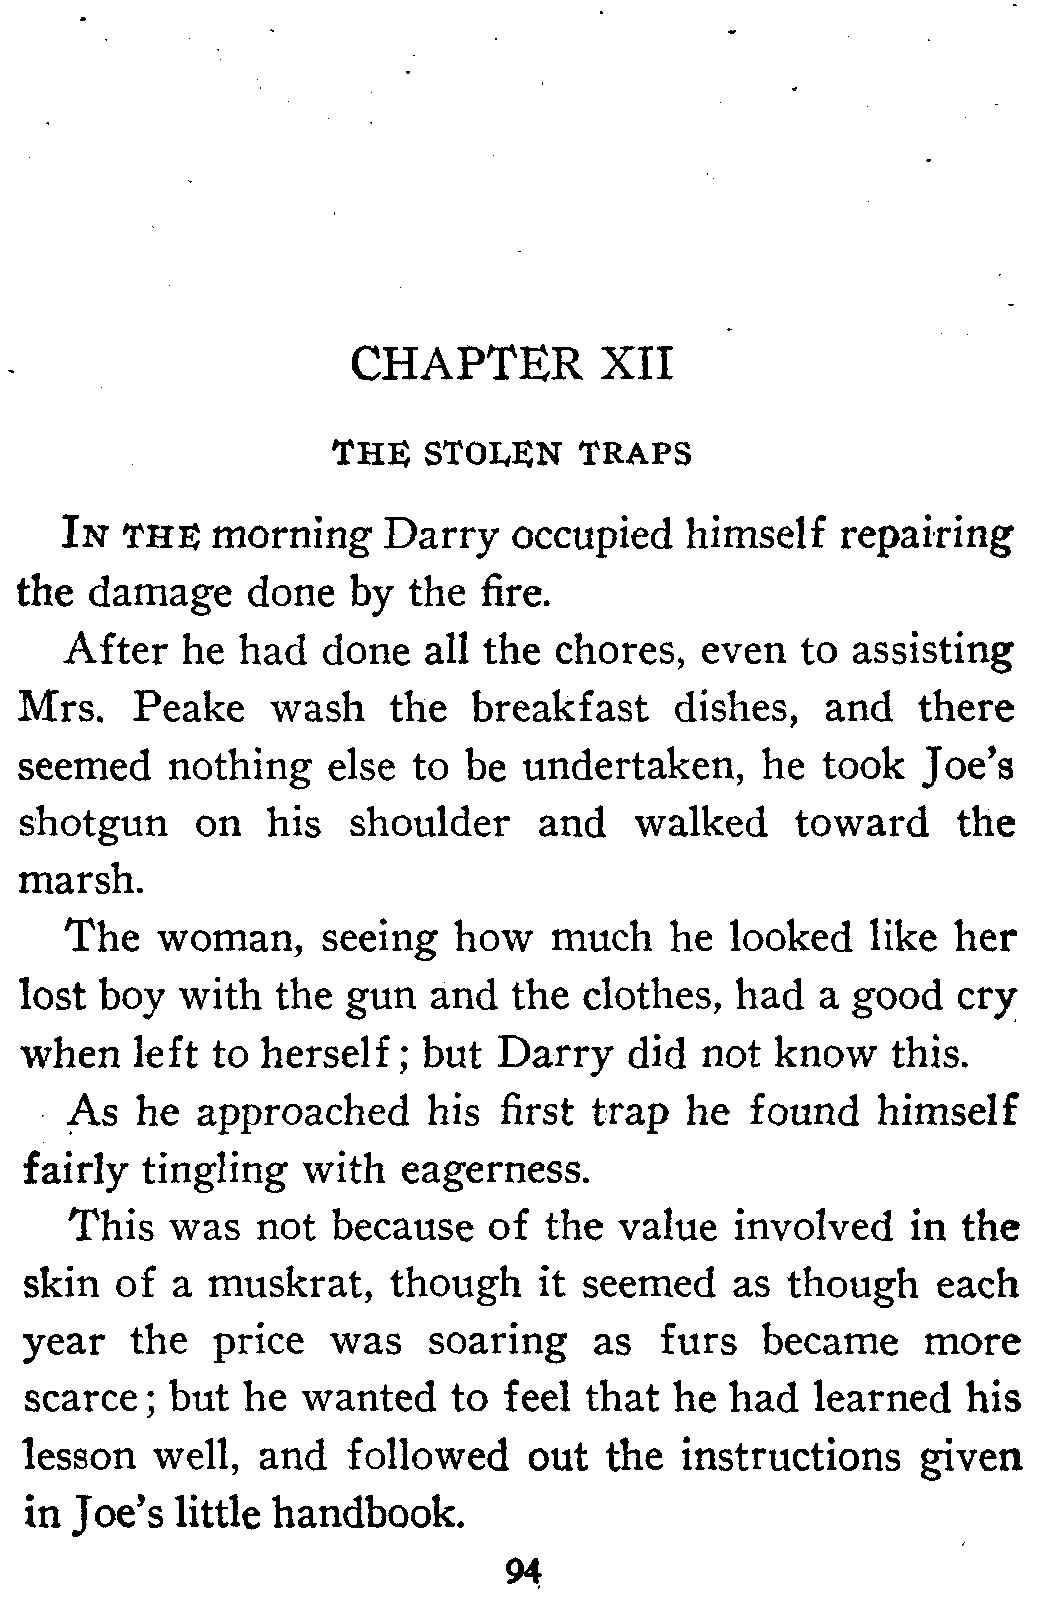 CHAPTER XII
THE STOLEN TRAPS
IN THE morning Darry occupied himself repairing
the damage done by the fire.
After he had done all the chores, even to assisting
Mrs. Peake wash the breakfast dishes, and there
seemed nothing else to be undertaken, he took Joe's
shotgun on his shoulder and walked toward the
marsh.
The woman, seeing how much he looked like her
lost boy with the gun and the clothes, had a good cry
when left to herself; but Darry did not know this.
As he approached his first trap he found himself
fairly tingling with eagerness.
This was not because of the value involved in the
skin of a muskrat, though it seemed as though each
year the price was soaring as furs became more
scarce; but he wanted to feel that he had learned his
lesson well, and followed out the instructions given
in Joe's little handbook.
94